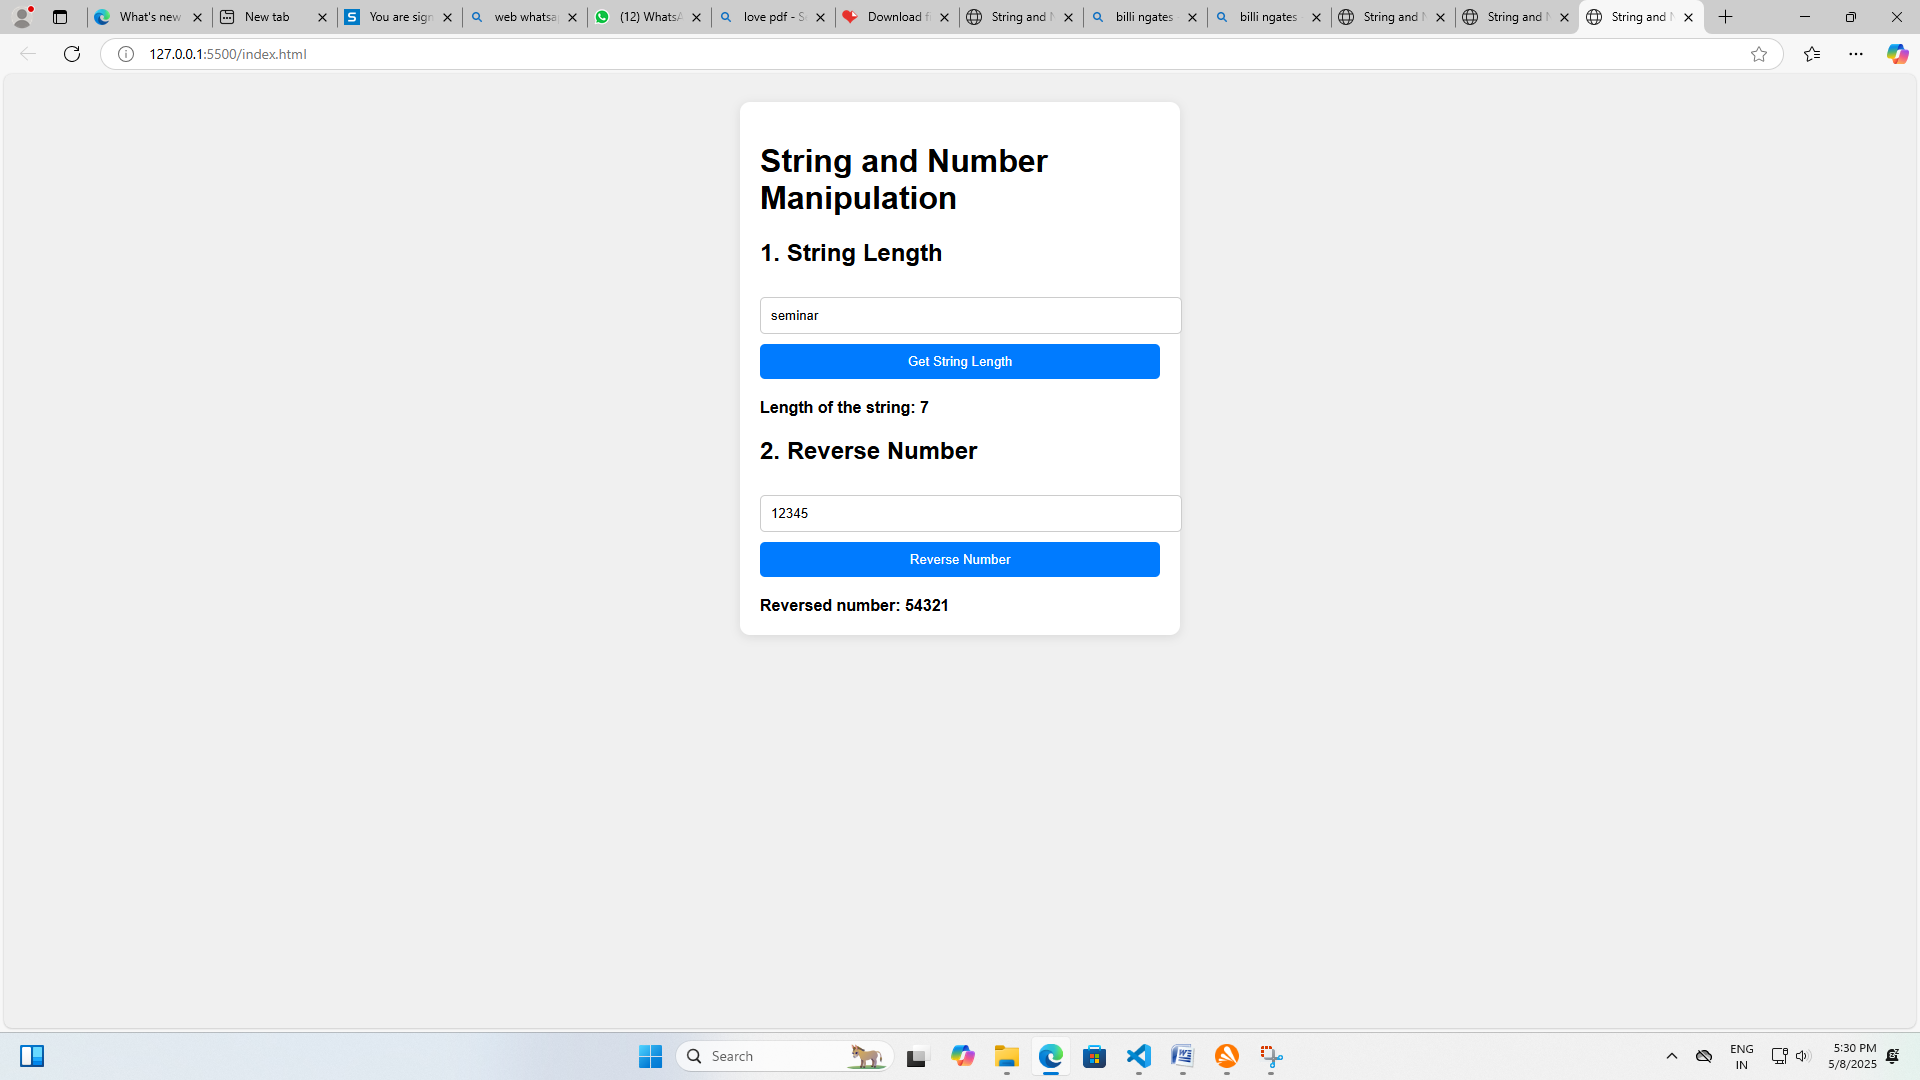 What's new
New tab
You are sign
web whatsap
(12) WhatsA
love pdf - Se
Download f
String and N
billi ngates
billi ngates
String and N
String and N
String and N
127.0.0.1:5500/index.html
String and Number
Manipulation
1. String Length
seminar
Get String Length
Length of the string: 7
2. Reverse Number
12345
Reverse Number
Reversed number: 54321
Search
ENG
IN
5:30 PM
5/8/2025